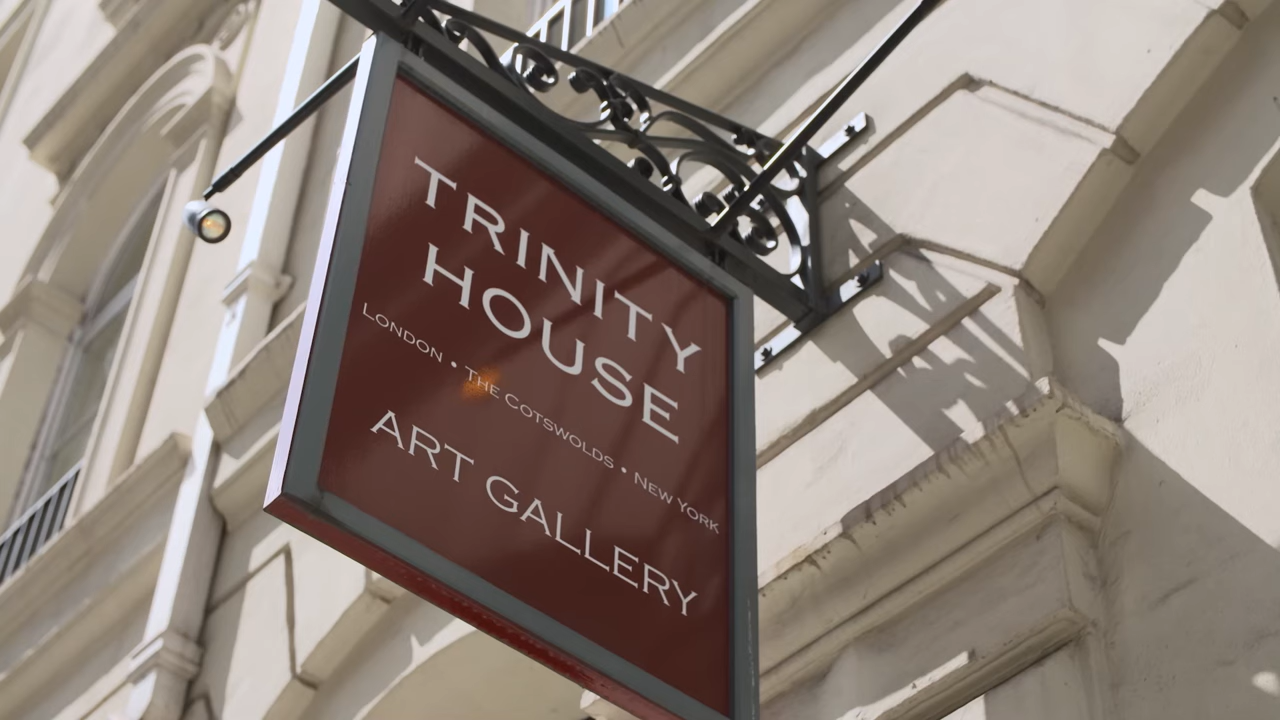 TRINITY
HOUSE
LONDON • THE COTSWOLDS • NEW YORK
ART GALLERY